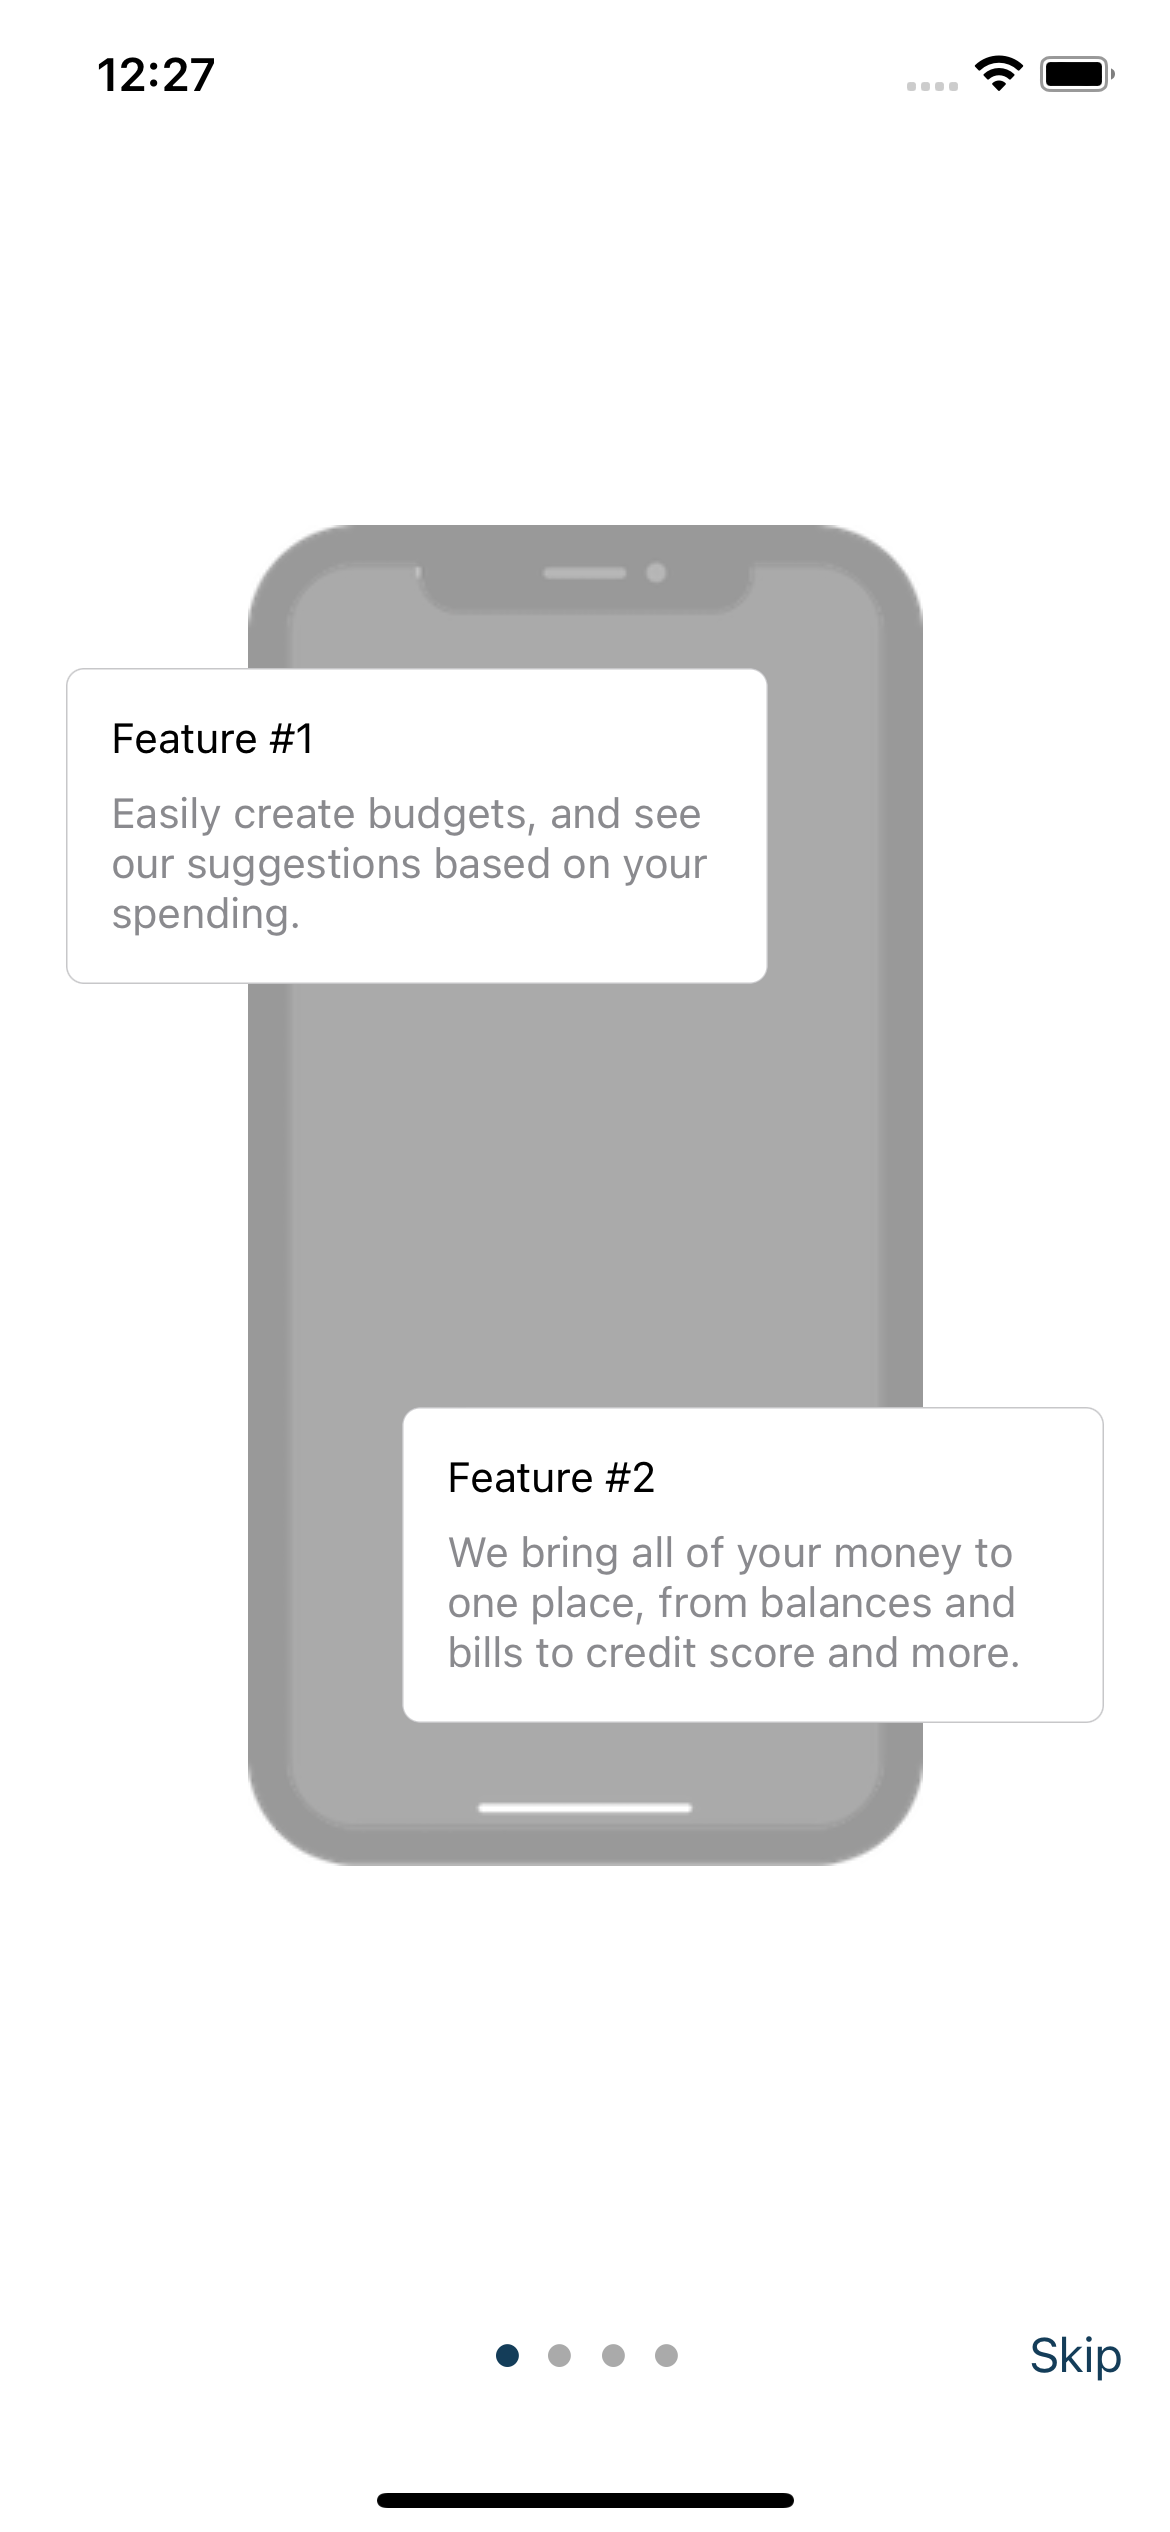 12:27
Feature #1
Easily create budgets, and see
our suggestions based on your
spending.
Feature #2
We bring all of your money to
one place, from balances and
bills to credit score and more.
Skip